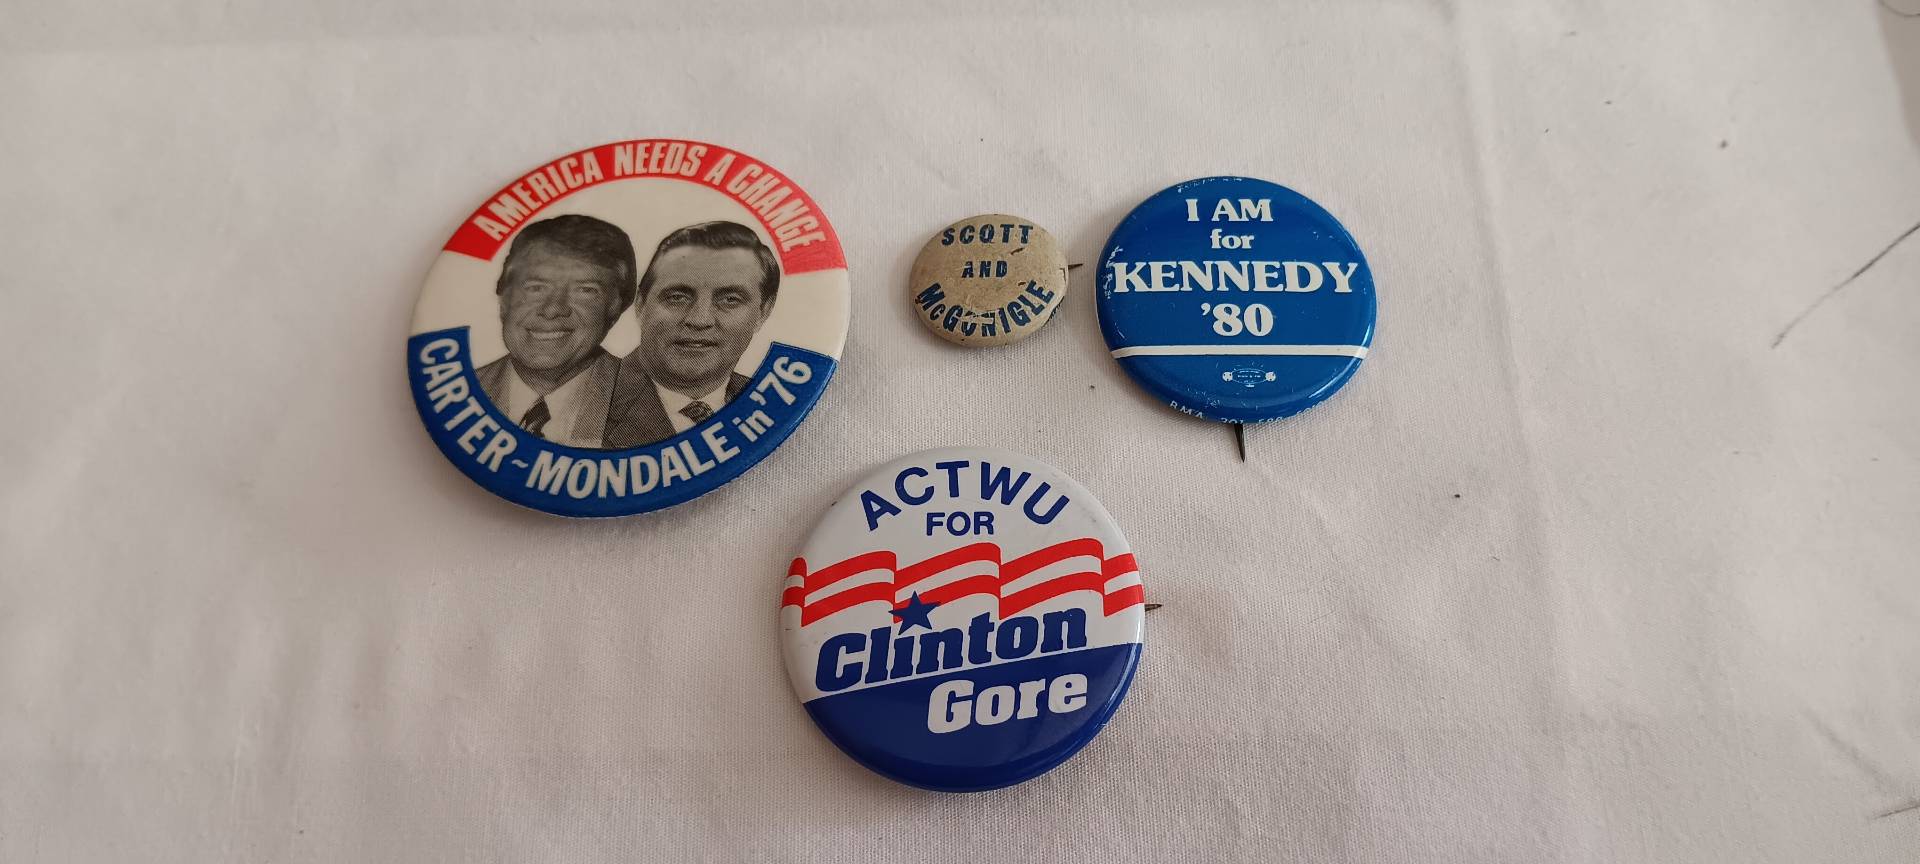 AMERICA NEEDS A CHANGE
CARTER~MONDALE in '76
SCOTT
AND
McGONIGLE
I AM
for
KENNEDY
'80
ACTWU
FOR
Clinton
Gore